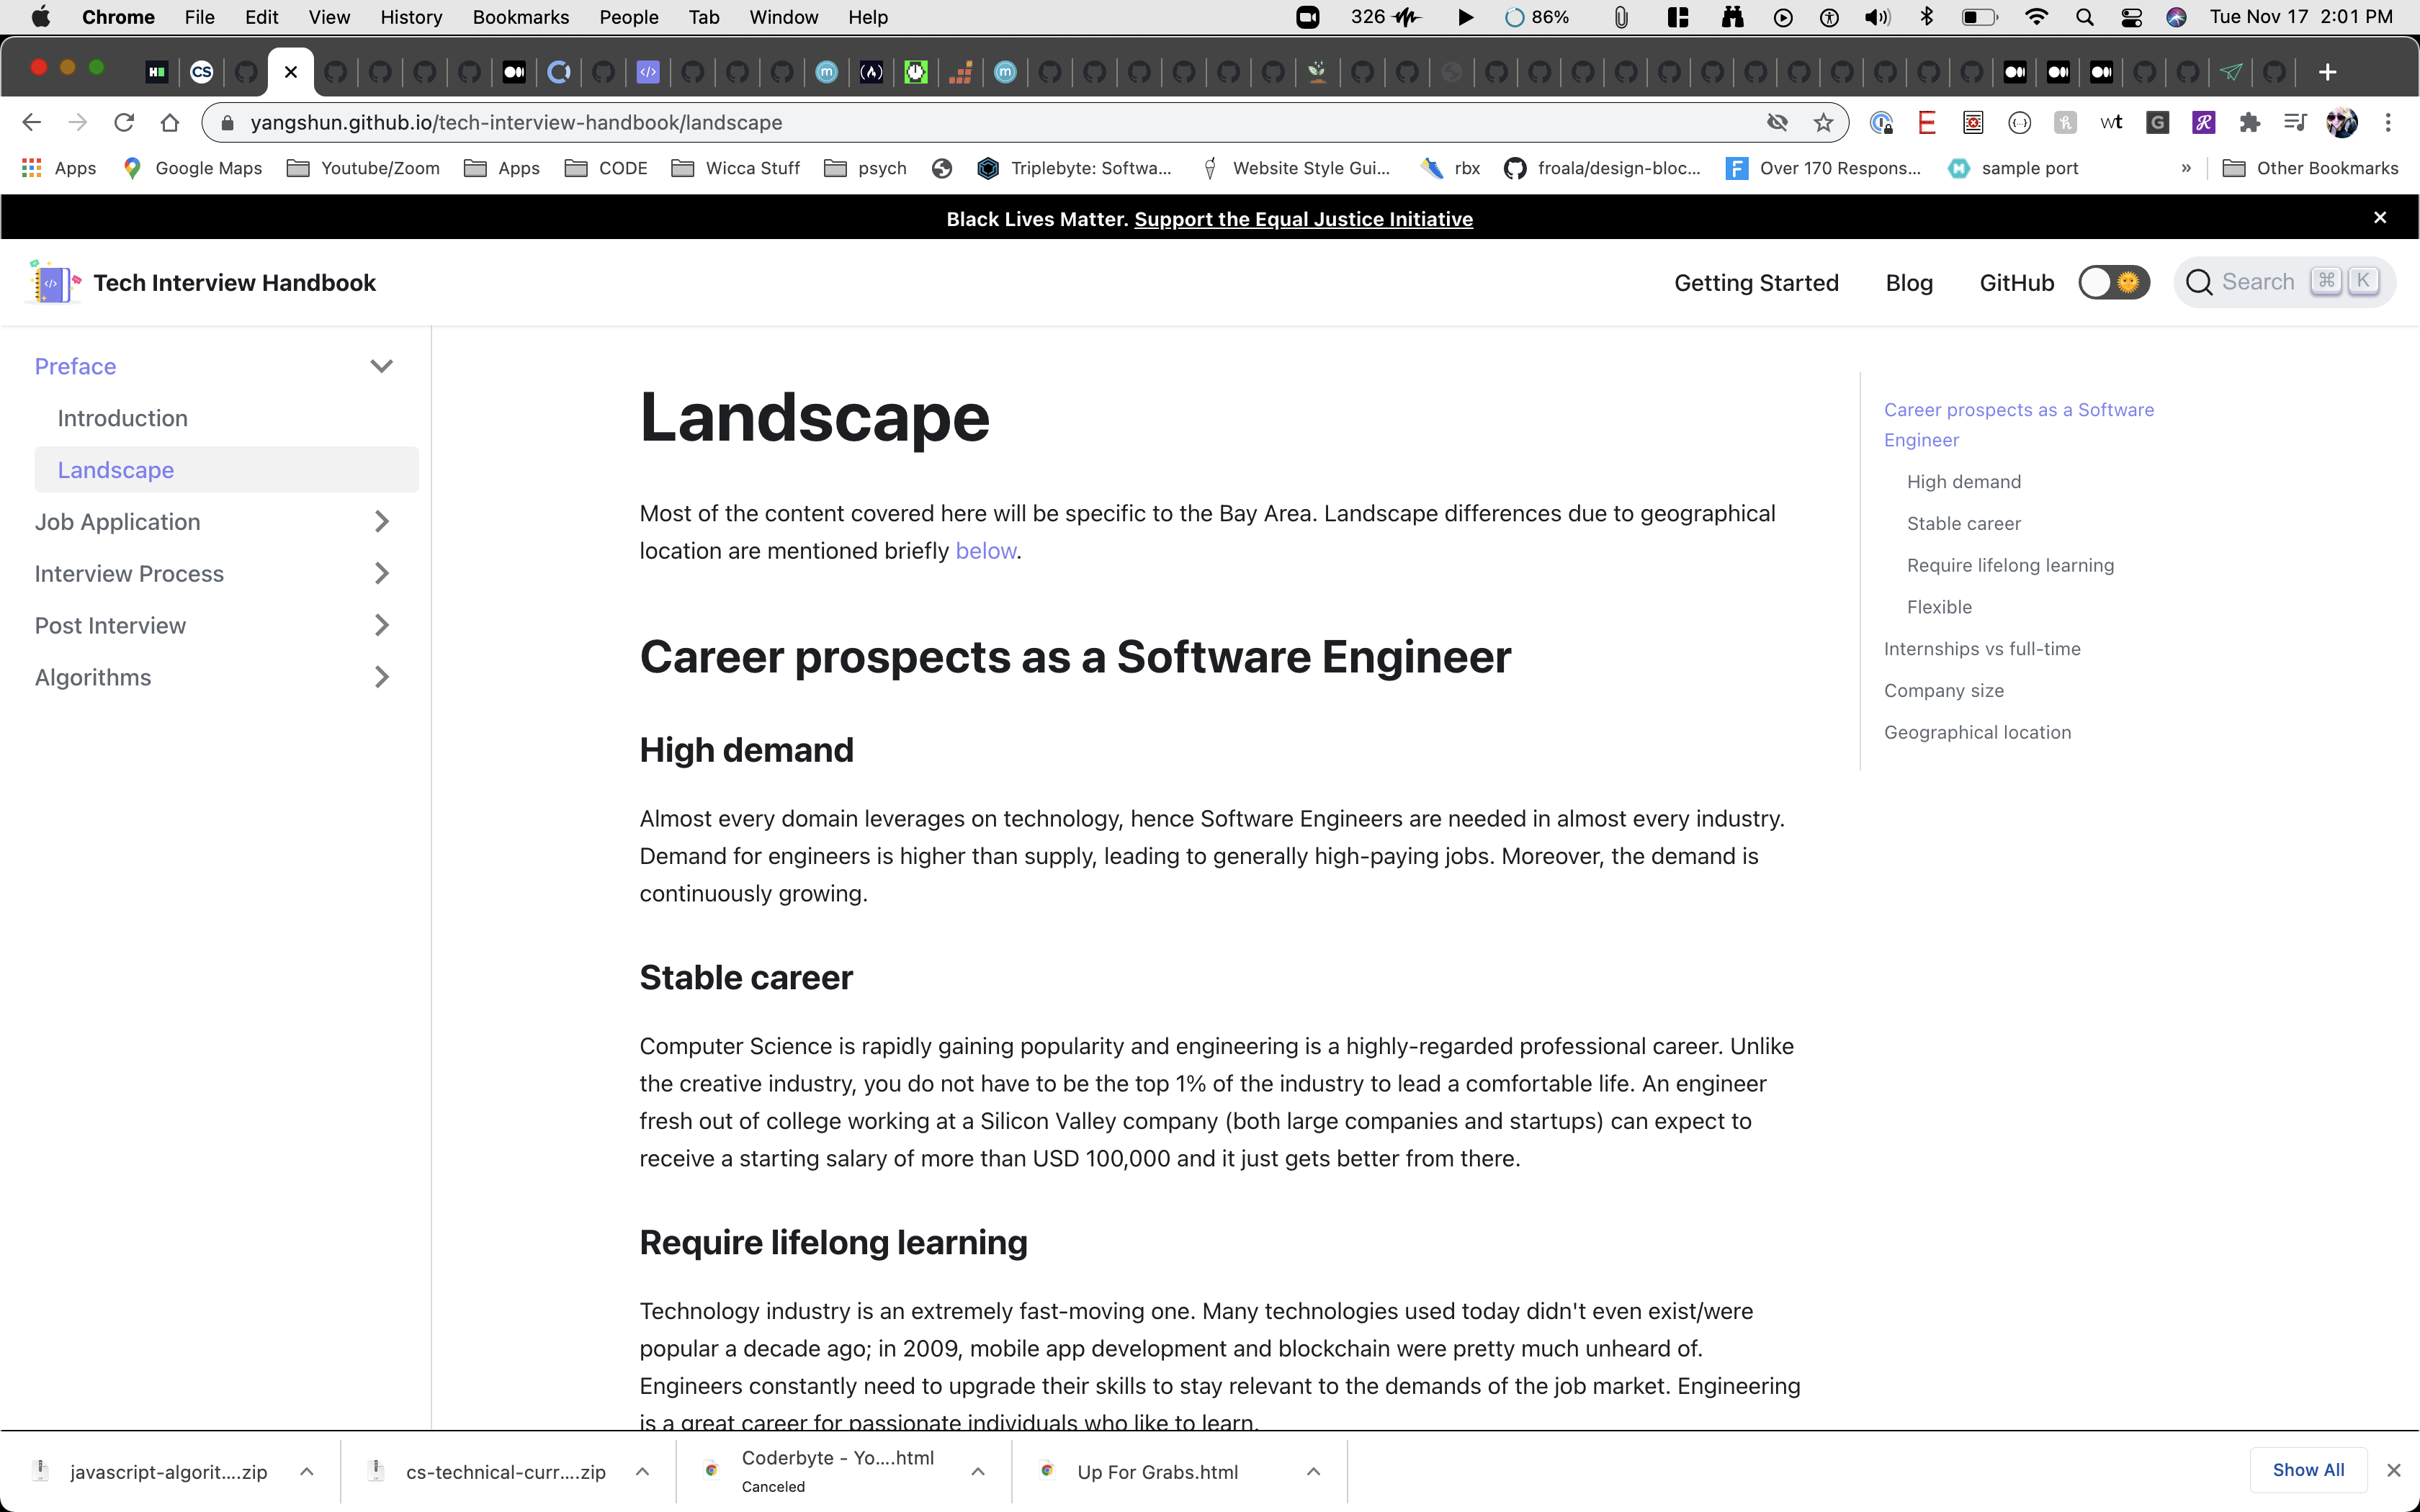 Chrome File Edit View History Bookmarks People Tab Window Help 326 86% Tue Nov 17 2:01 PM
yangshun.github.io/tech-interview-handbook/landscape
Apps Google Maps Youtube/Zoom Apps CODE Wicca Stuff psych Triplebyte: Softwa... Website Style Gui... rbx froala/design-bloc... Over 170 Respons... sample port » Other Bookmarks
Black Lives Matter. Support the Equal Justice Initiative
Tech Interview Handbook Getting Started Blog GitHub Search ⌘ K
Preface
Introduction
Landscape
Job Application
Interview Process
Post Interview
Algorithms
Landscape
Most of the content covered here will be specific to the Bay Area. Landscape differences due to geographical
location are mentioned briefly below.
Career prospects as a Software Engineer
High demand
Almost every domain leverages on technology, hence Software Engineers are needed in almost every industry.
Demand for engineers is higher than supply, leading to generally high-paying jobs. Moreover, the demand is
continuously growing.
Stable career
Computer Science is rapidly gaining popularity and engineering is a highly-regarded professional career. Unlike
the creative industry, you do not have to be the top 1% of the industry to lead a comfortable life. An engineer
fresh out of college working at a Silicon Valley company (both large companies and startups) can expect to
receive a starting salary of more than USD 100,000 and it just gets better from there.
Require lifelong learning
Technology industry is an extremely fast-moving one. Many technologies used today didn't even exist/were
popular a decade ago; in 2009, mobile app development and blockchain were pretty much unheard of.
Engineers constantly need to upgrade their skills to stay relevant to the demands of the job market. Engineering
is a great career for passionate individuals who like to learn.
Career prospects as a Software
Engineer
High demand
Stable career
Require lifelong learning
Flexible
Internships vs full-time
Company size
Geographical location
javascript-algorit....zip
cs-technical-curr....zip
Coderbyte - Yo....html
Canceled
Up For Grabs.html
Show All